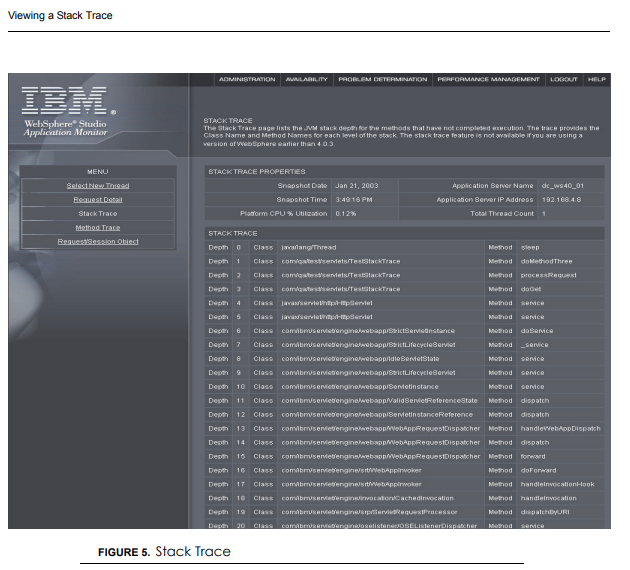 Viewing a Stack Trace
ADMINISTRATION AVAILABILITY PROBLEM DETERMINATION PERFORMANCE MANAGEMENT LOGOUT HELP
IBM.
WebSphere® Studio
Application Monitor
STACK TRACE
The Stack Trace page lists the JVM stack depth for the methods that have not completed execution. The trace provides the
Class Name and Method Names for each level of the stack. The stack trace feature is not available if you are using a
version of WebSphere earlier than 4.0.3.
MENU
Select New Thread
Request Detail
Stack Trace
Method Trace
Request/Session Object
STACK TRACE PROPERTIES
Snapshot Date Jan 21, 2003 Application Server Name dc_ws40_01
Snapshot Time 3:49:16 PM Application Server IP Address 192.168.4.8
Platform CPU % Utilization 0.12% Total Thread Count 1
STACK TRACE
Depth 0 Class java/lang/Thread Method sleep
Depth 1 Class com/qa/test/servlets/TestStackTrace Method doMethodThree
Depth 2 Class com/qa/test/servlets/TestStackTrace Method processRequest
Depth 3 Class com/qa/test/servlets/TestStackTrace Method doGet
Depth 4 Class javax/servlet/http/HttpServlet Method service
Depth 5 Class javax/servlet/http/HttpServlet Method service
Depth 6 Class com/ibm/servlet/engine/webapp/StrictServletInstance Method doService
Depth 7 Class com/ibm/servlet/engine/webapp/StrictLifecycleServlet Method _service
Depth 8 Class com/ibm/servlet/engine/webapp/IdleServletState Method service
Depth 9 Class com/ibm/servlet/engine/webapp/StrictLifecycleServlet Method service
Depth 10 Class com/ibm/servlet/engine/webapp/ServletInstance Method service
Depth 11 Class com/ibm/servlet/engine/webapp/ValidServletReferenceState Method dispatch
Depth 12 Class com/ibm/servlet/engine/webapp/ServletInstanceReference Method dispatch
Depth 13 Class com/ibm/servlet/engine/webapp/WebAppRequestDispatcher Method handleWebAppDispatch
Depth 14 Class com/ibm/servlet/engine/webapp/WebAppRequestDispatcher Method dispatch
Depth 15 Class com/ibm/servlet/engine/webapp/WebAppRequestDispatcher Method forward
Depth 16 Class com/ibm/servlet/engine/srt/WebAppInvoker Method doForward
Depth 17 Class com/ibm/servlet/engine/srt/WebAppInvoker Method handleInvocationHook
Depth 18 Class com/ibm/servlet/engine/invocation/CachedInvocation Method handleInvocation
Depth 19 Class com/ibm/servlet/engine/srp/ServletRequestProcessor Method dispatchByURI
Depth 20 Class com/ibm/servlet/engine/oselistener/OSEListenerDispatcher Method service
FIGURE 5. Stack Trace